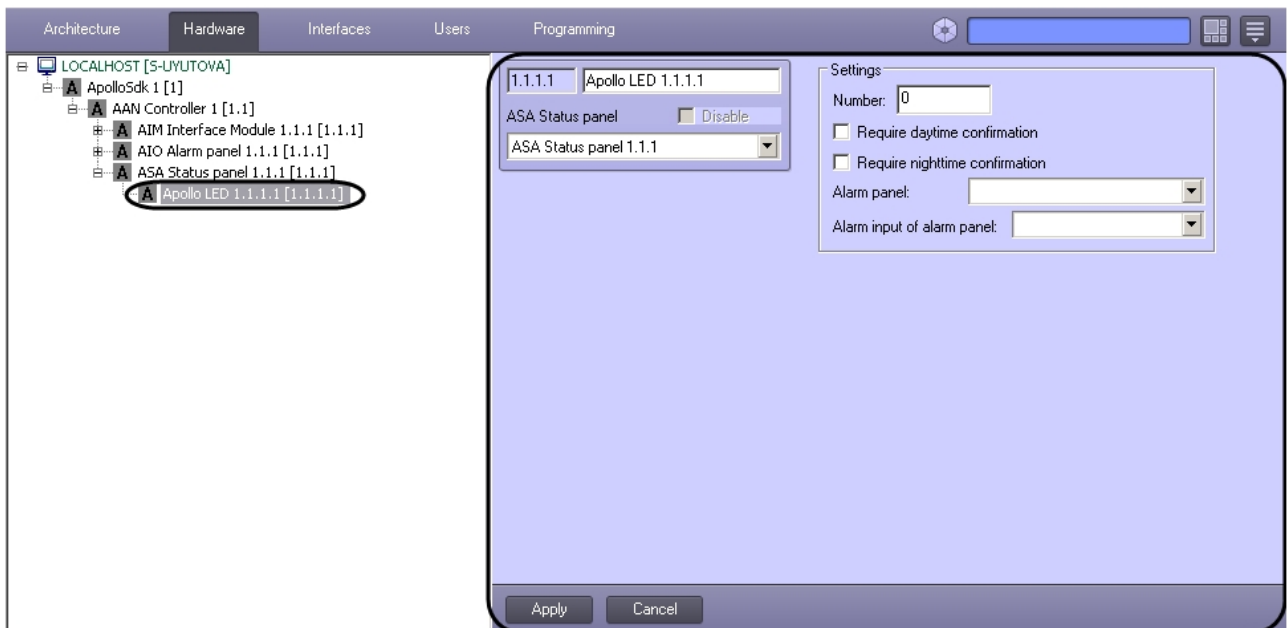 Architecture Hardware Interfaces Users Programming
LOCALHOST [S-UYUTOVA]
A ApolloSdk 1 [1]
A AAN Controller 1 [1.1]
A AIM Interface Module 1.1.1 [1.1.1]
A AIO Alarm panel 1.1.1 [1.1.1]
A ASA Status panel 1.1.1 [1.1.1]
A Apollo LED 1.1.1.1 [1.1.1.1]
1.1.1.1 Apollo LED 1.1.1.1
ASA Status panel Disable
ASA Status panel 1.1.1
Settings
Number: 0
Require daytime confirmation
Require nighttime confirmation
Alarm panel:
Alarm input of alarm panel:
Apply Cancel